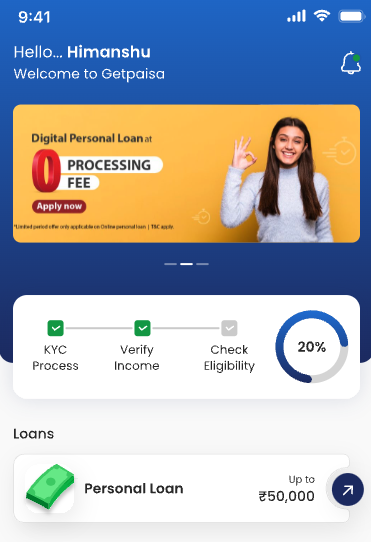 9:41
Hello... Himanshu
Welcome to Getpaisa
Digital Personal Loan at
0 PROCESSING
FEE
Apply now
*Limited period offer only applicable on Online personal loan | T&C apply.
KYC
Process
Verify
Income
Check
Eligibility
20%
Loans
Personal Loan
Up to
₹50,000